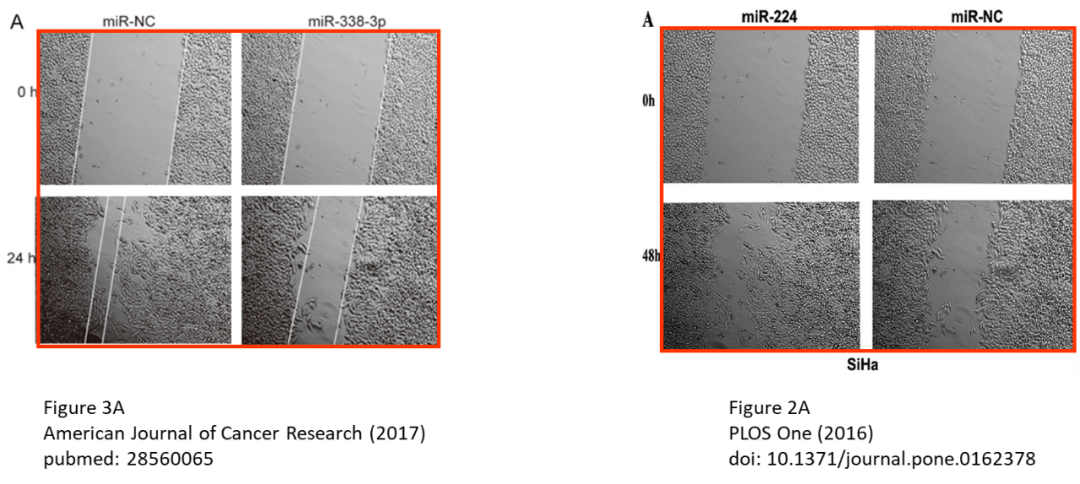 A
miR-NC miR-338-3p
0 h
24 h
Figure 3A
American Journal of Cancer Research (2017)
pubmed: 28560065
A
miR-224 miR-NC
0h
48h
SiHa
Figure 2A
PLOS One (2016)
doi: 10.1371/journal.pone.0162378